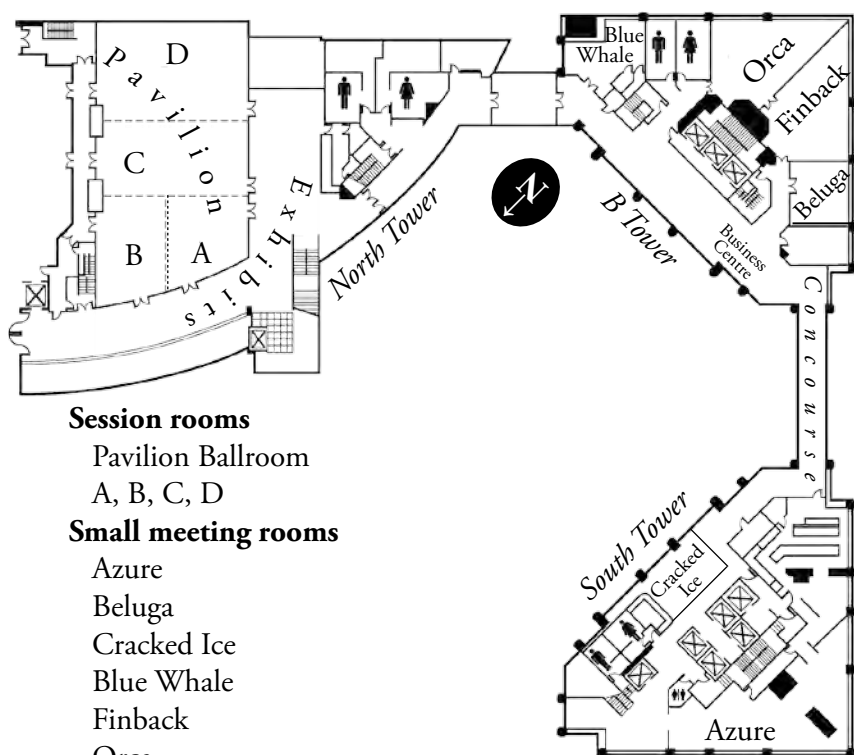 D
Pavilion
C
B
A
Exhibits
North Tower
N
Blue
Whale
Orca
Finback
Beluga
B Tower
Business
Centre
Concourse
South Tower
Cracked
Ice
Azure
Session rooms
Pavilion Ballroom
A, B, C, D
Small meeting rooms
Azure
Beluga
Cracked Ice
Blue Whale
Finback
Orca